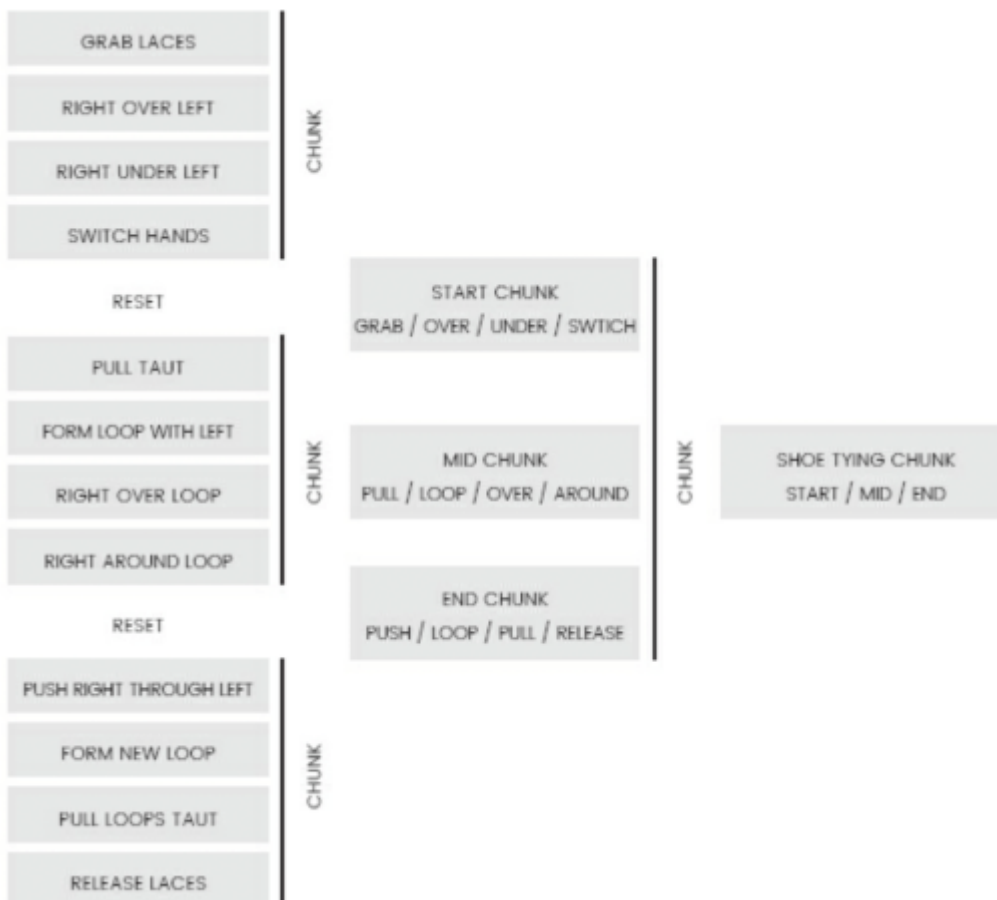 GRAB LACES
RIGHT OVER LEFT
RIGHT UNDER LEFT
SWITCH HANDS
CHUNK
RESET
PULL TAUT
FORM LOOP WITH LEFT
RIGHT OVER LOOP
RIGHT AROUND LOOP
CHUNK
RESET
PUSH RIGHT THROUGH LEFT
FORM NEW LOOP
PULL LOOPS TAUT
RELEASE LACES
CHUNK
START CHUNK
GRAB / OVER / UNDER / SWTICH
MID CHUNK
PULL / LOOP / OVER / AROUND
END CHUNK
PUSH / LOOP / PULL / RELEASE
CHUNK
SHOE TYING CHUNK
START / MID / END